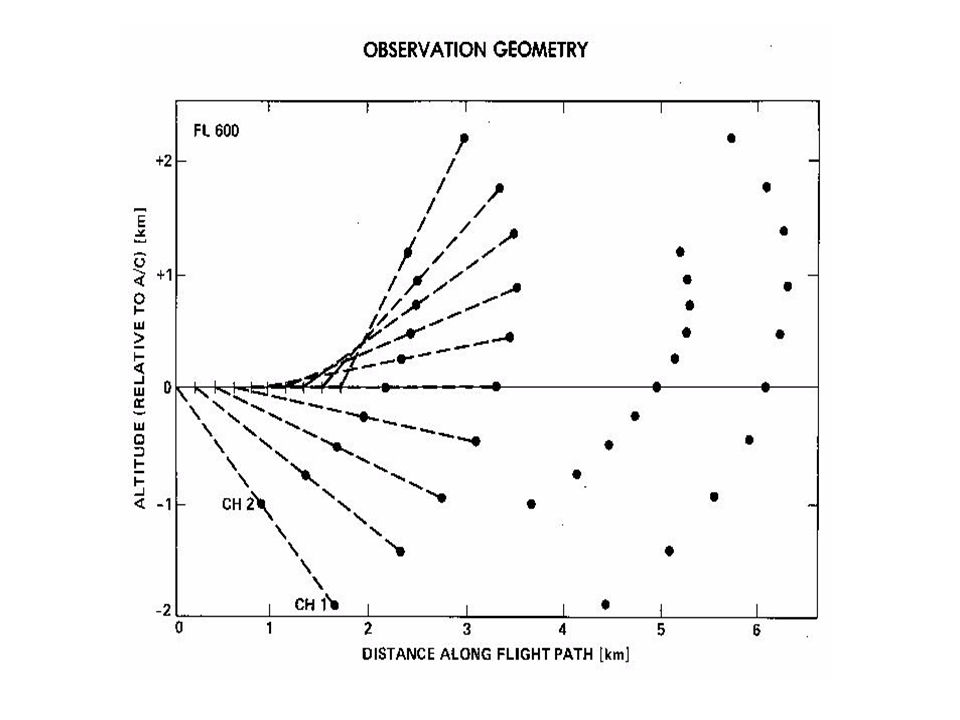 OBSERVATION GEOMETRY
FL 600
+2
+1
0
-1
-2
ALTITUDE (RELATIVE TO A/C) [km]
CH 2
CH 1
0 1 2 3 4 5 6
DISTANCE ALONG FLIGHT PATH [km]